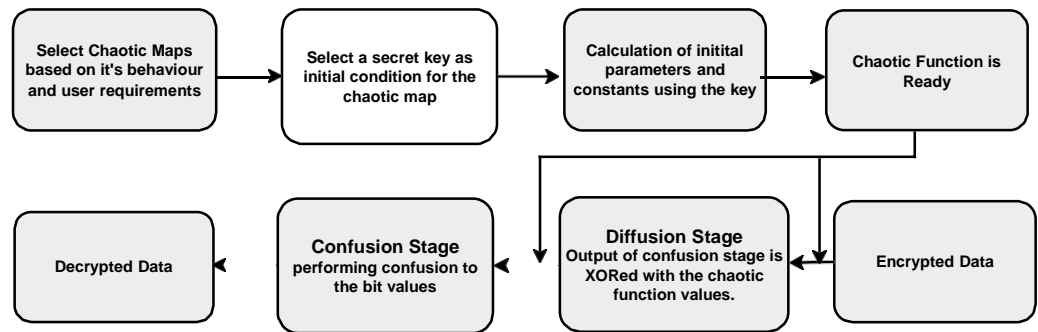 Select Chaotic Maps
based on it's behaviour
and user requirements
Select a secret key as
initial condition for the
chaotic map
Calculation of initital
parameters and
constants using the key
Chaotic Function is
Ready
Decrypted Data
Confusion Stage
performing confusion to
the bit values
Diffusion Stage
Output of confusion stage is
XORed with the chaotic
function values.
Encrypted Data